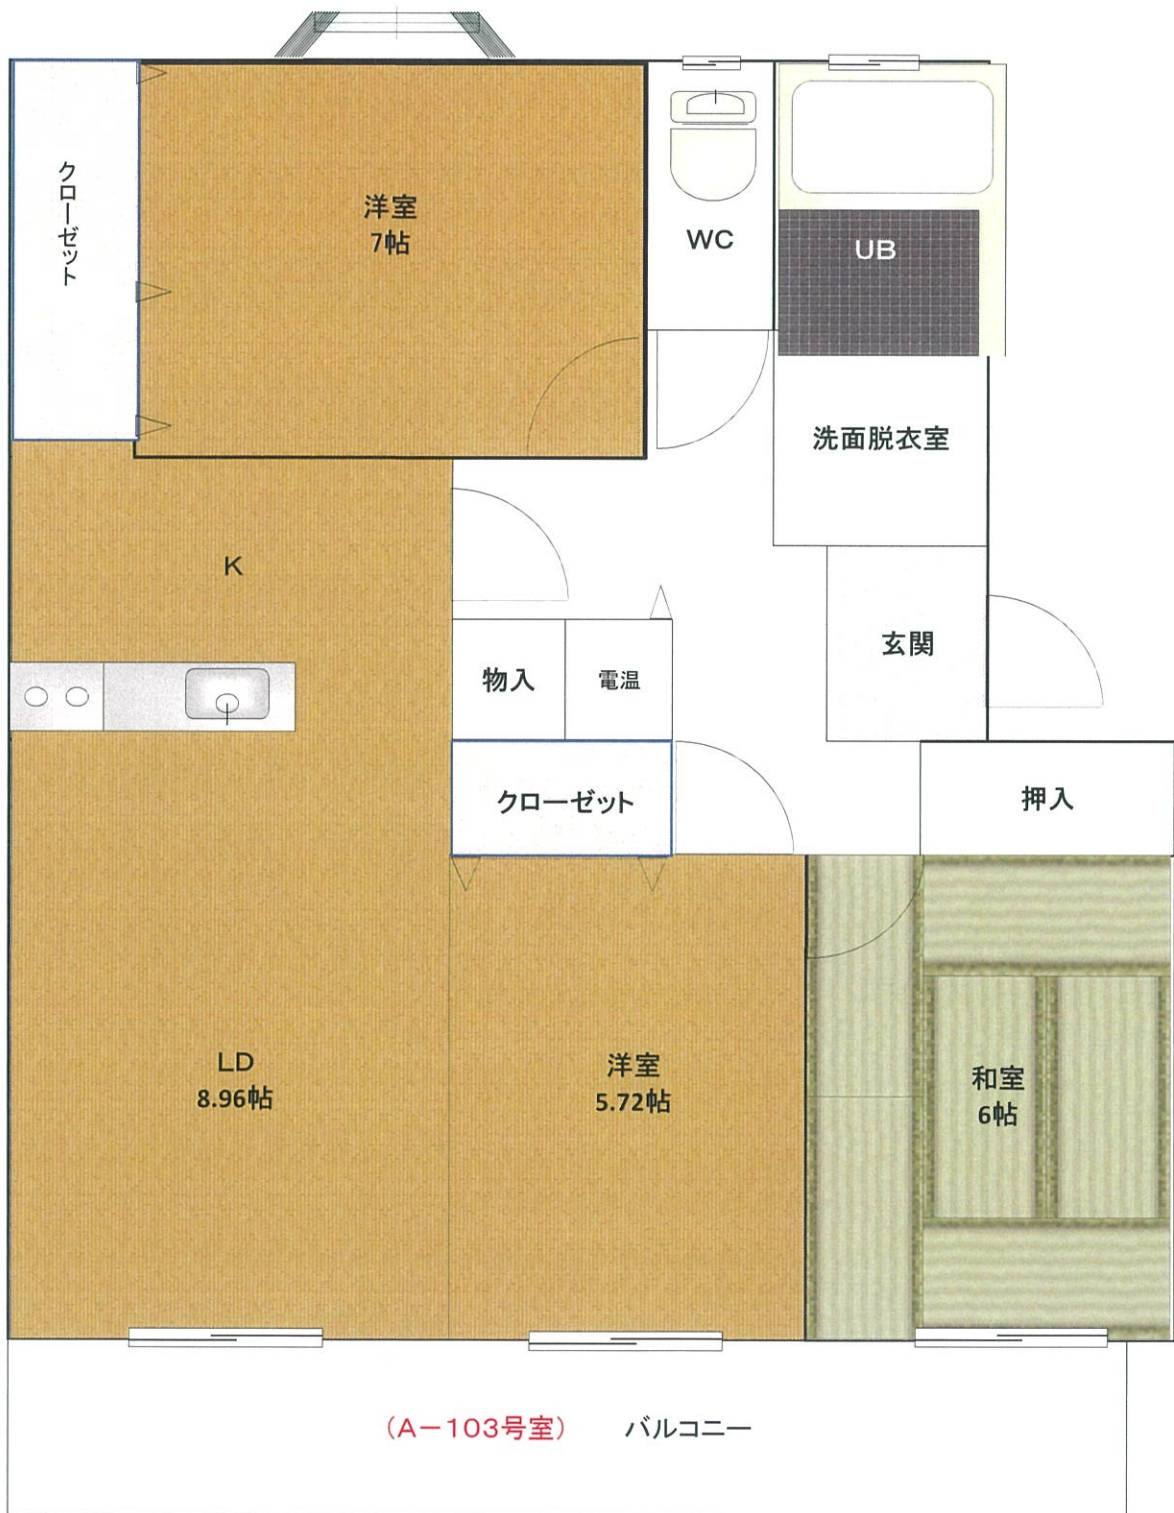 クローゼット
洋室
7帖
WC
UB
洗面脱衣室
K
玄関
物入
電温
クローゼット
押入
LD
8.96帖
洋室
5.72帖
和室
6帖
(A-103号室) バルコニー